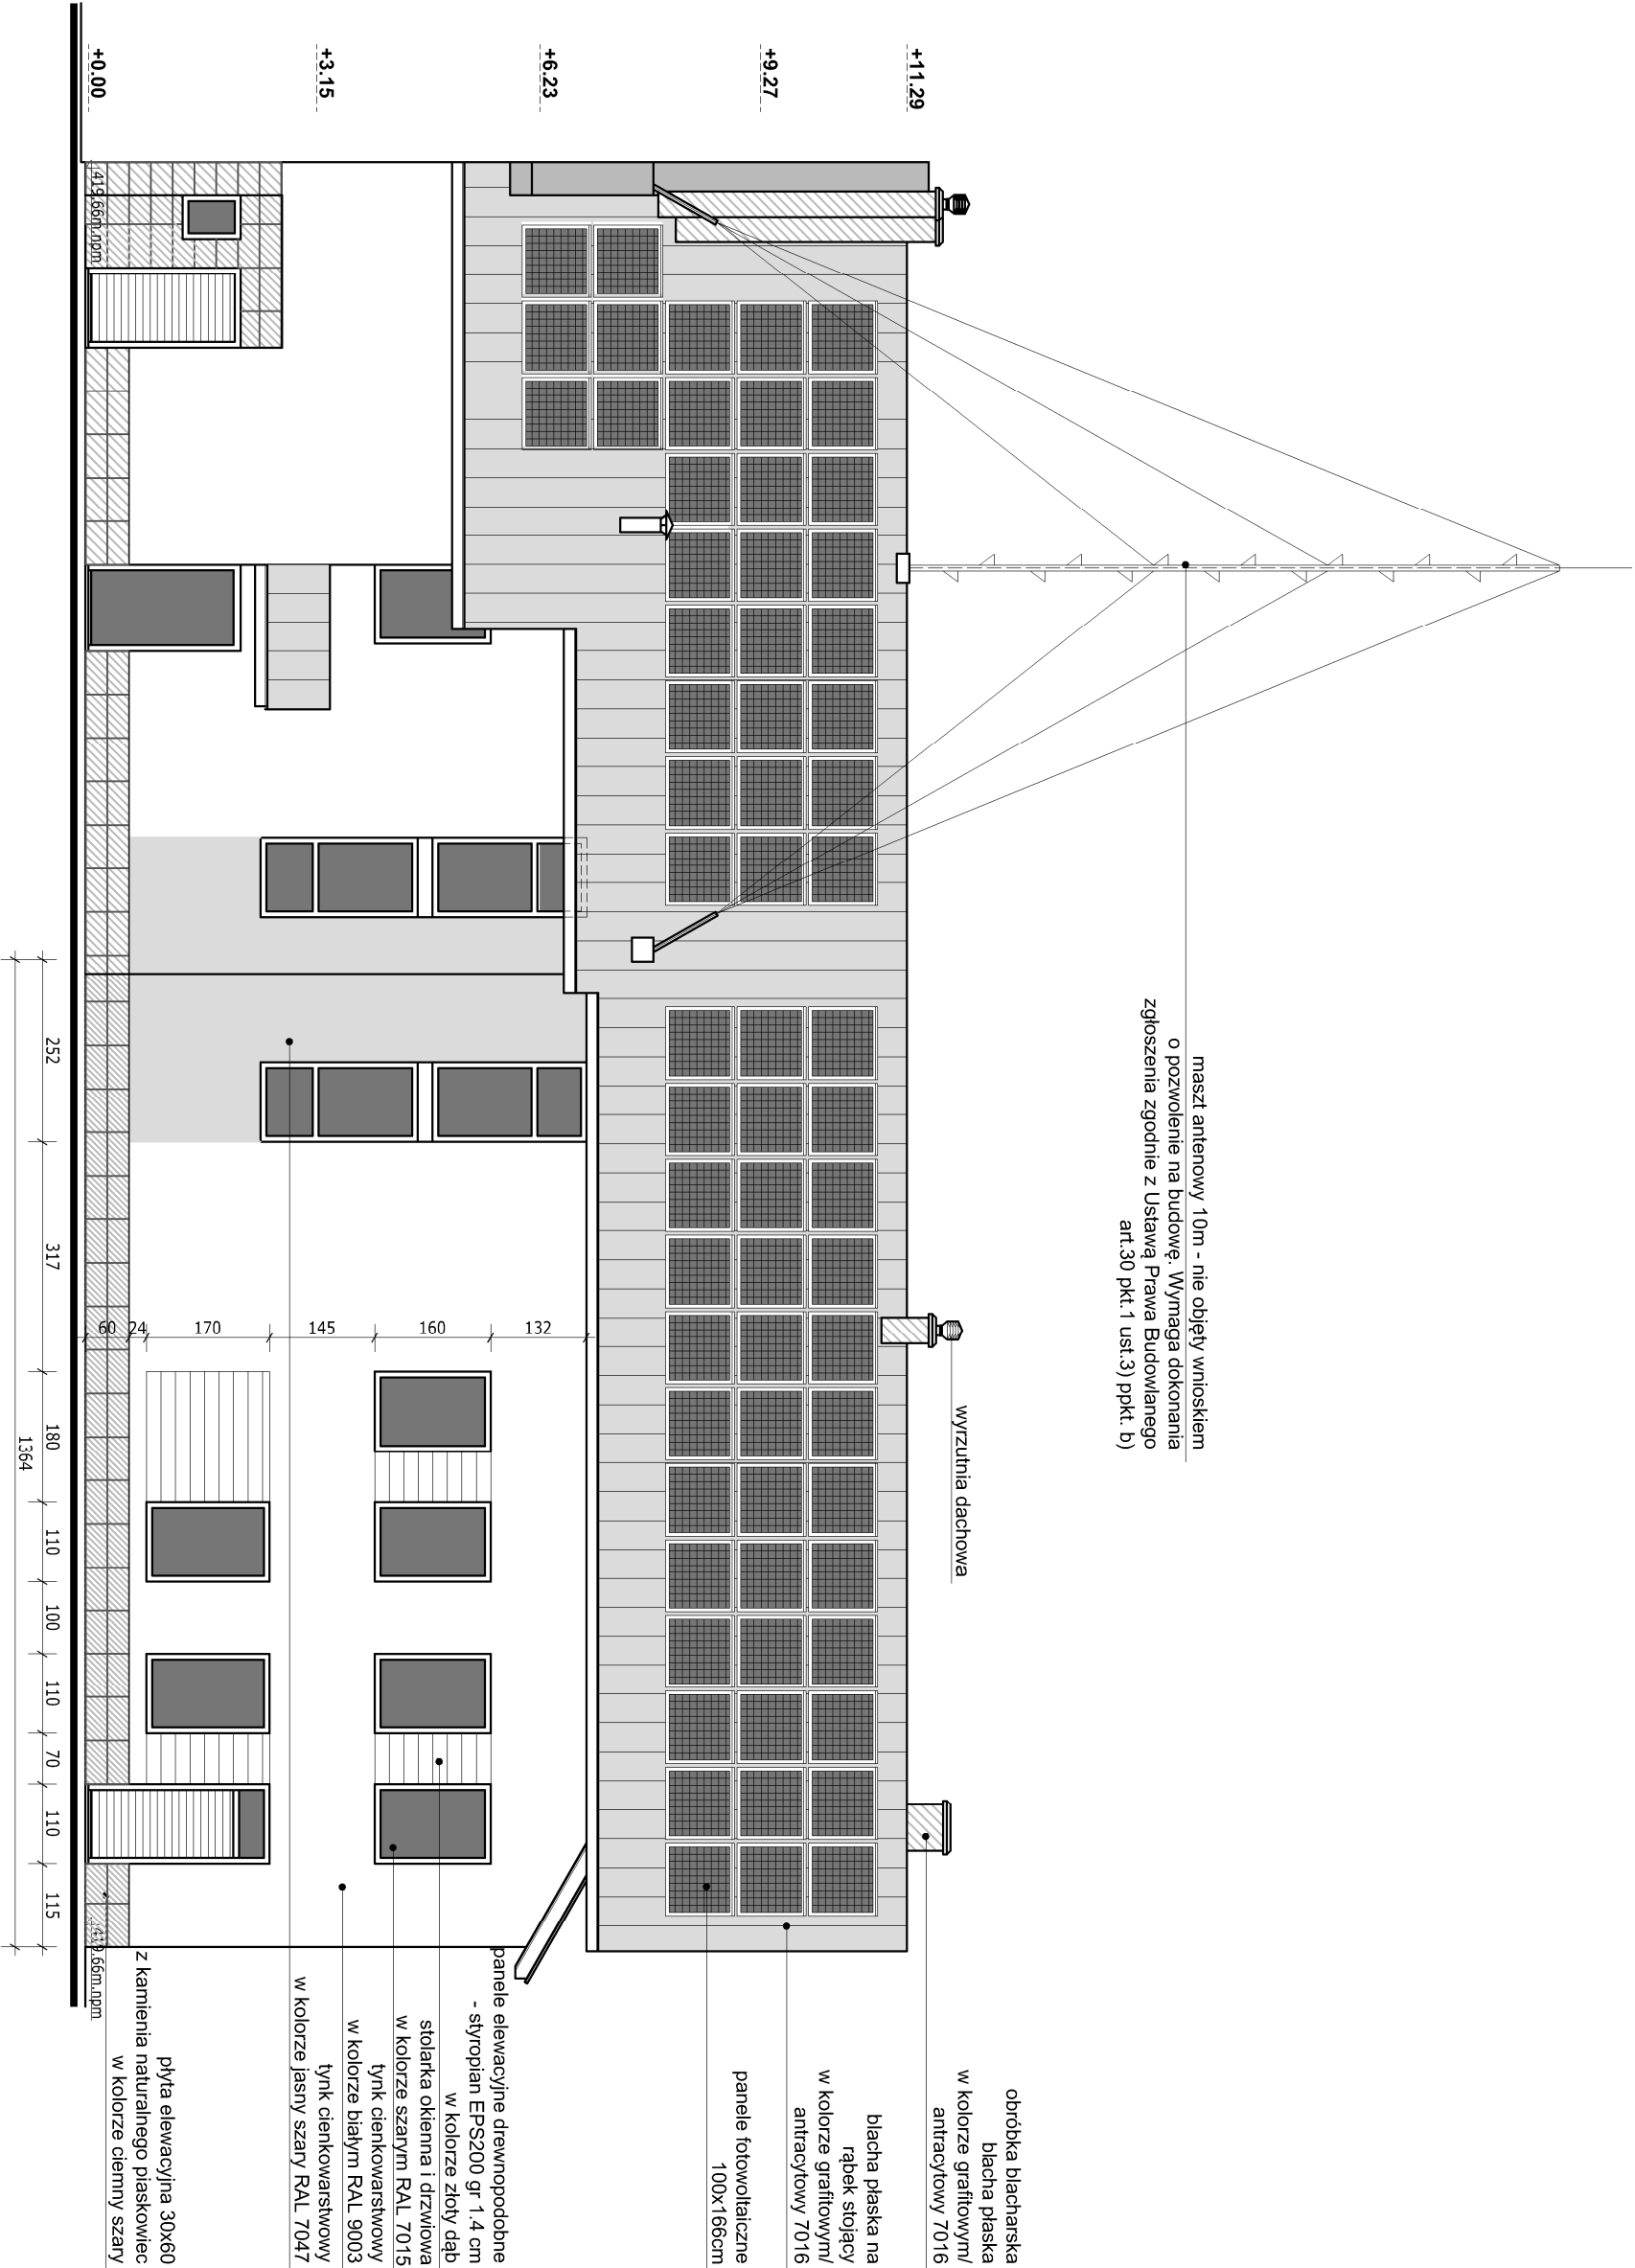 +11.29
+9.27
+6.23
+3.15
+0.00
419.66m.npm
maszt antenowy 10m - nie objęty wnioskiem
o pozwolenie na budowę. Wymaga dokonania
zgłoszenia zgodnie z Ustawą Prawa Budowlanego
art.30 pkt.1 ust.3) ppkt. b)
wyrzutnia dachowa
obróbka blacharska
blacha płaska
w kolorze grafitowym/
antracytowy 7016
blacha płaska na
rąbek stojący
w kolorze grafitowym/
antracytowy 7016
panele fotowoltaiczne
100x166cm
panele elewacyjne drewnopodobne
- styropian EPS200 gr 1.4 cm
w kolorze złoty dąb
stolarka okienna i drzwiowa
w kolorze szarym RAL 7015
tynk cienkowarstwowy
w kolorze białym RAL 9003
tynk cienkowarstwowy
w kolorze jasny szary RAL 7047
płyta elewacyjna 30x60
z kamienia naturalnego piaskowiec
w kolorze ciemny szary
419.66m.npm
132
160
145
170
24
60
252
317
180
110
100
110
70
110
115
1364